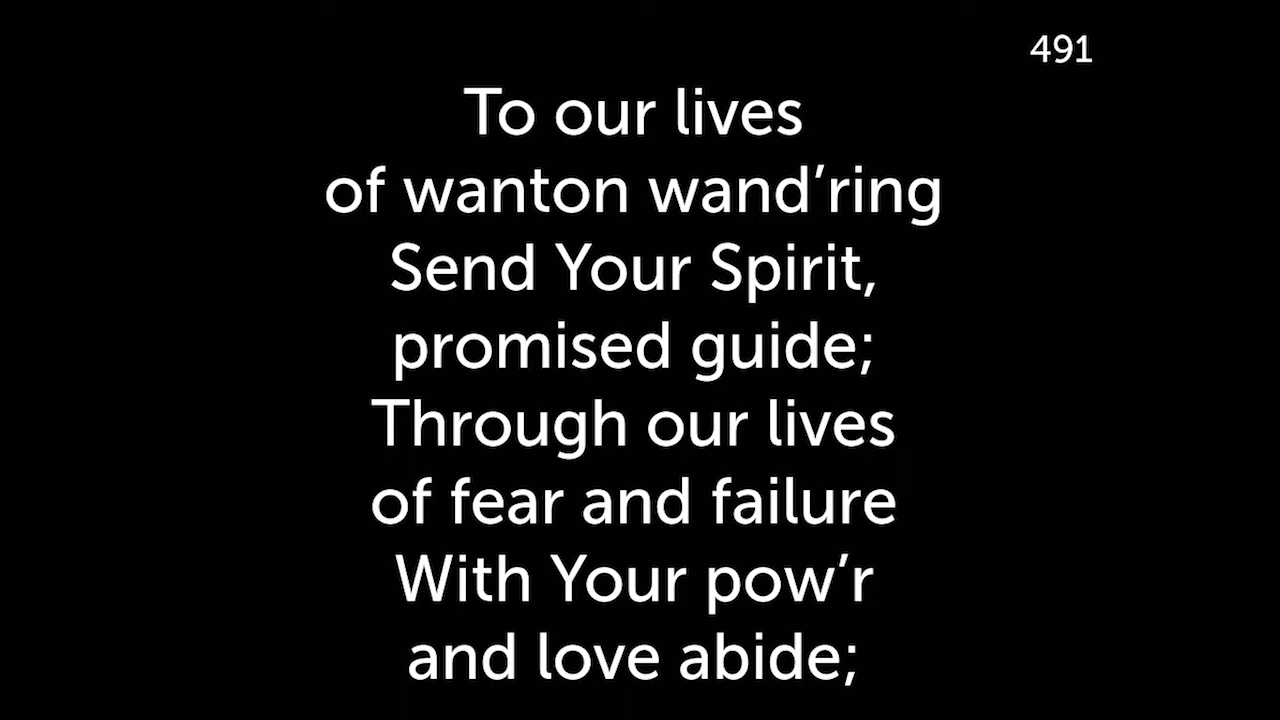 491
To our lives
of wanton wand’ring
Send Your Spirit,
promised guide;
Through our lives
of fear and failure
With Your pow’r
and love abide;